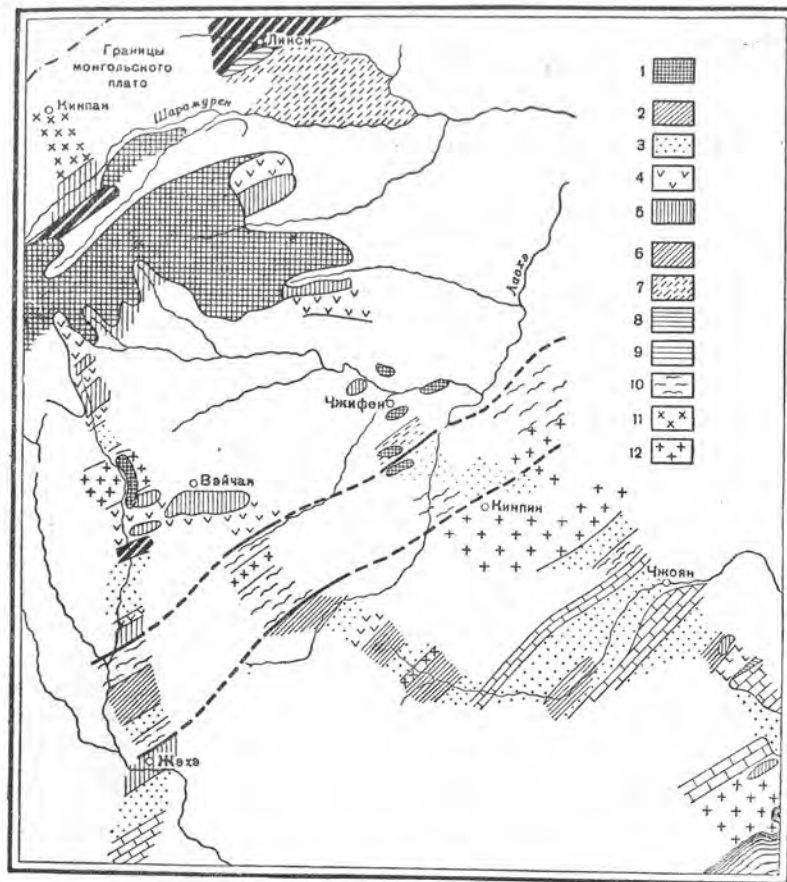 Границы
монгольского
плато
Линси
Кинпан
Шарамурен
Лаохэ
Чжифен
Вэйчан
Кинпин
Чжоян
Жэхэ
1
2
3
4
5
6
7
8
9
10
11
12